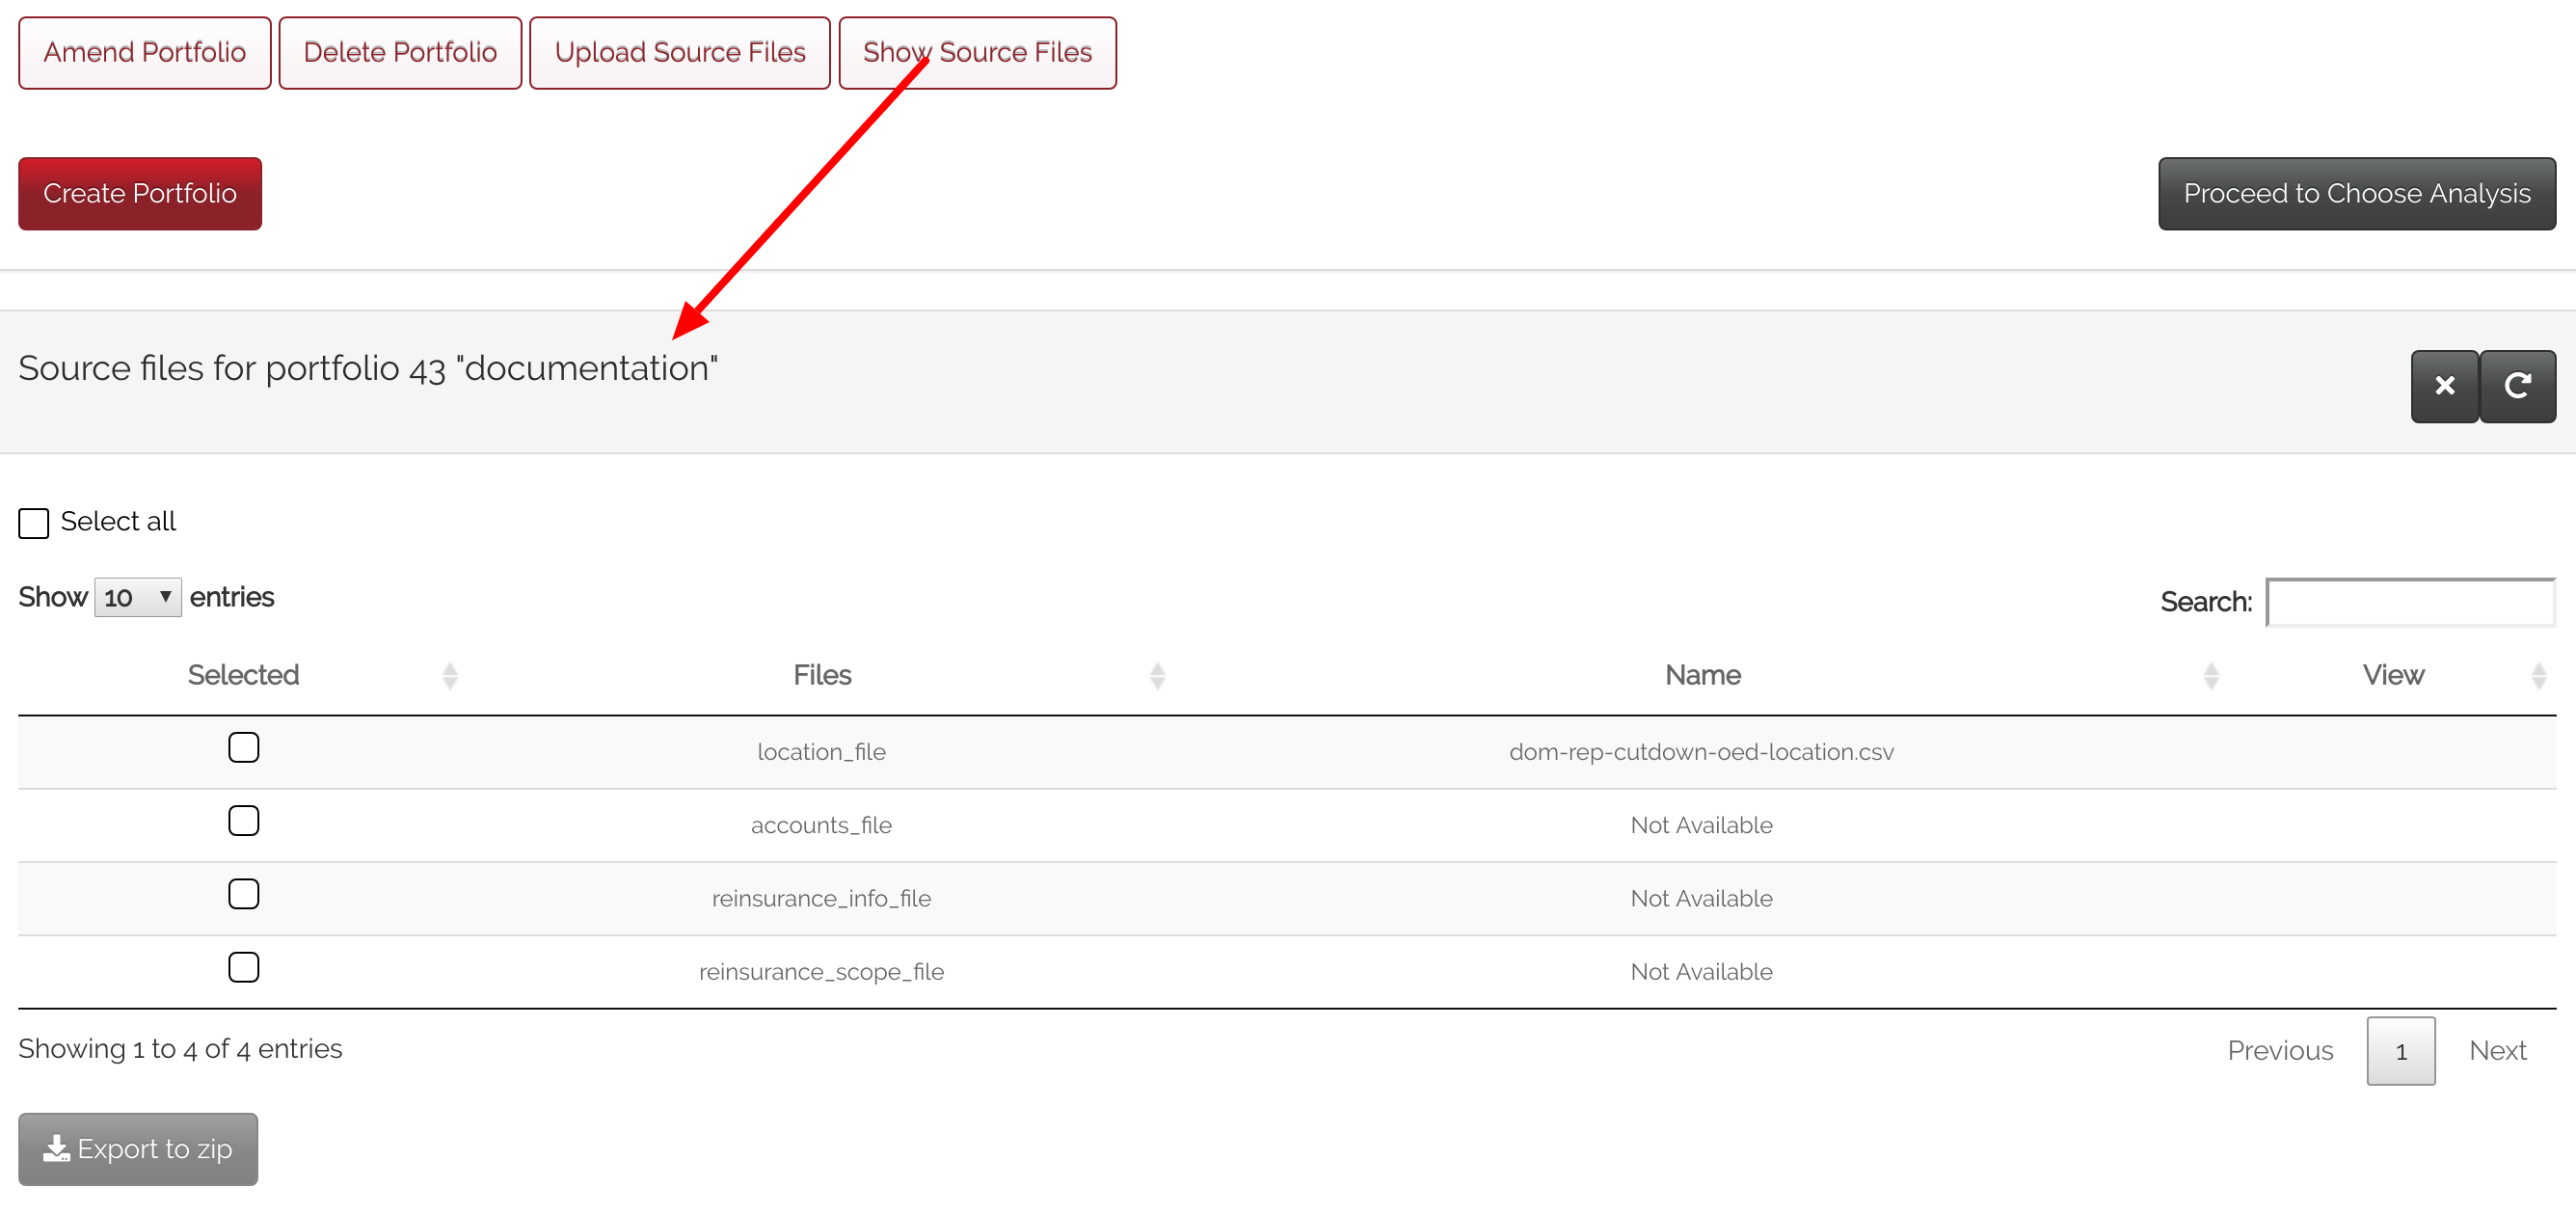 Amend Portfolio Delete Portfolio Upload Source Files Show Source Files
Create Portfolio Proceed to Choose Analysis
Source files for portfolio 43 "documentation"
Select all
Show 10 entries Search:
Selected Files Name View
location_file dom-rep-cutdown-oed-location.csv
accounts_file Not Available
reinsurance_info_file Not Available
reinsurance_scope_file Not Available
Showing 1 to 4 of 4 entries Previous 1 Next
Export to zip